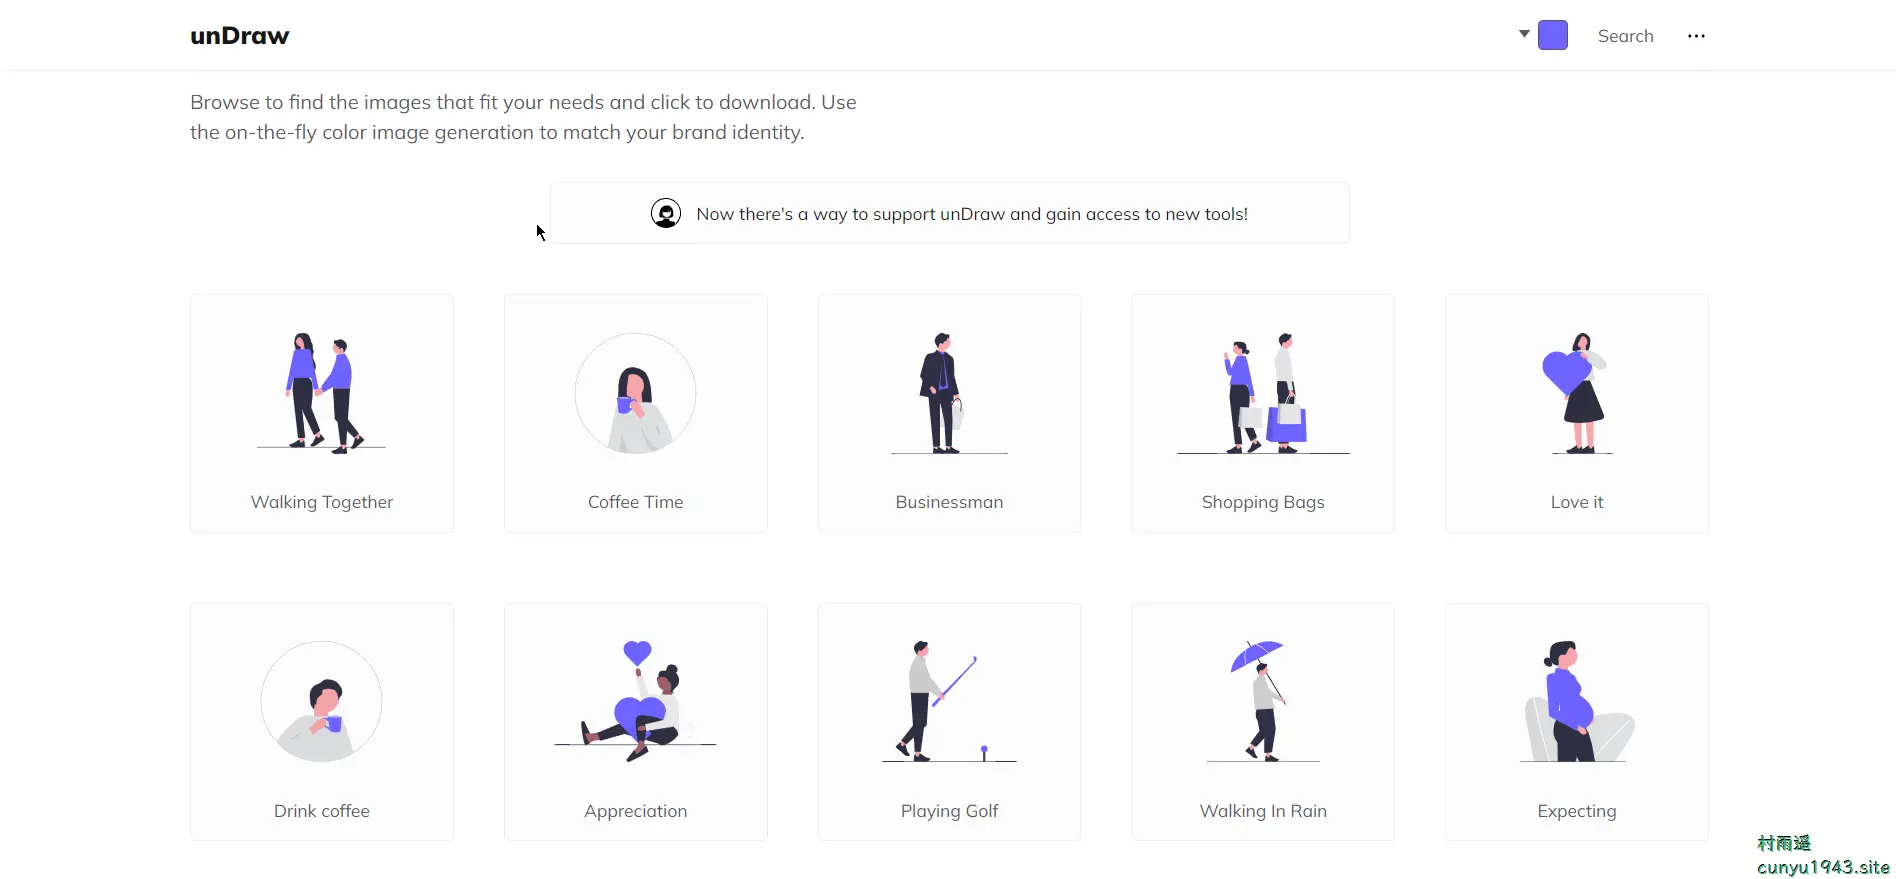 unDraw
Search
Browse to find the images that fit your needs and click to download. Use
the on-the-fly color image generation to match your brand identity.
Now there's a way to support unDraw and gain access to new tools!
Walking Together
Coffee Time
Businessman
Shopping Bags
Love it
Drink coffee
Appreciation
Playing Golf
Walking In Rain
Expecting
村雨遥
cunyu1943.site